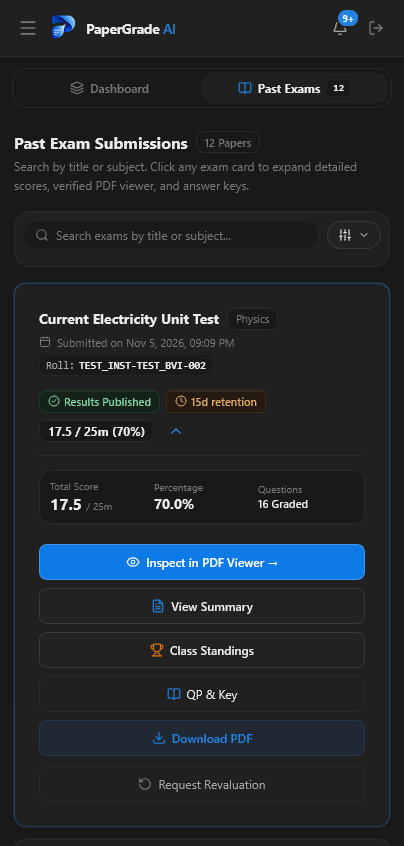 PaperGrade AI
9+
Dashboard
Past Exams 12
Past Exam Submissions 12 Papers
Search by title or subject. Click any exam card to expand detailed
scores, verified PDF viewer, and answer keys.
Search exams by title or subject...
Current Electricity Unit Test Physics
Submitted on Nov 5, 2026, 09:09 PM
Roll: TEST_INST-TEST_BVI-002
Results Published 15d retention
17.5 / 25m (70%)
Total Score Percentage Questions
17.5 / 25m 70.0% 16 Graded
Inspect in PDF Viewer →
View Summary
Class Standings
QP & Key
Download PDF
Request Revaluation